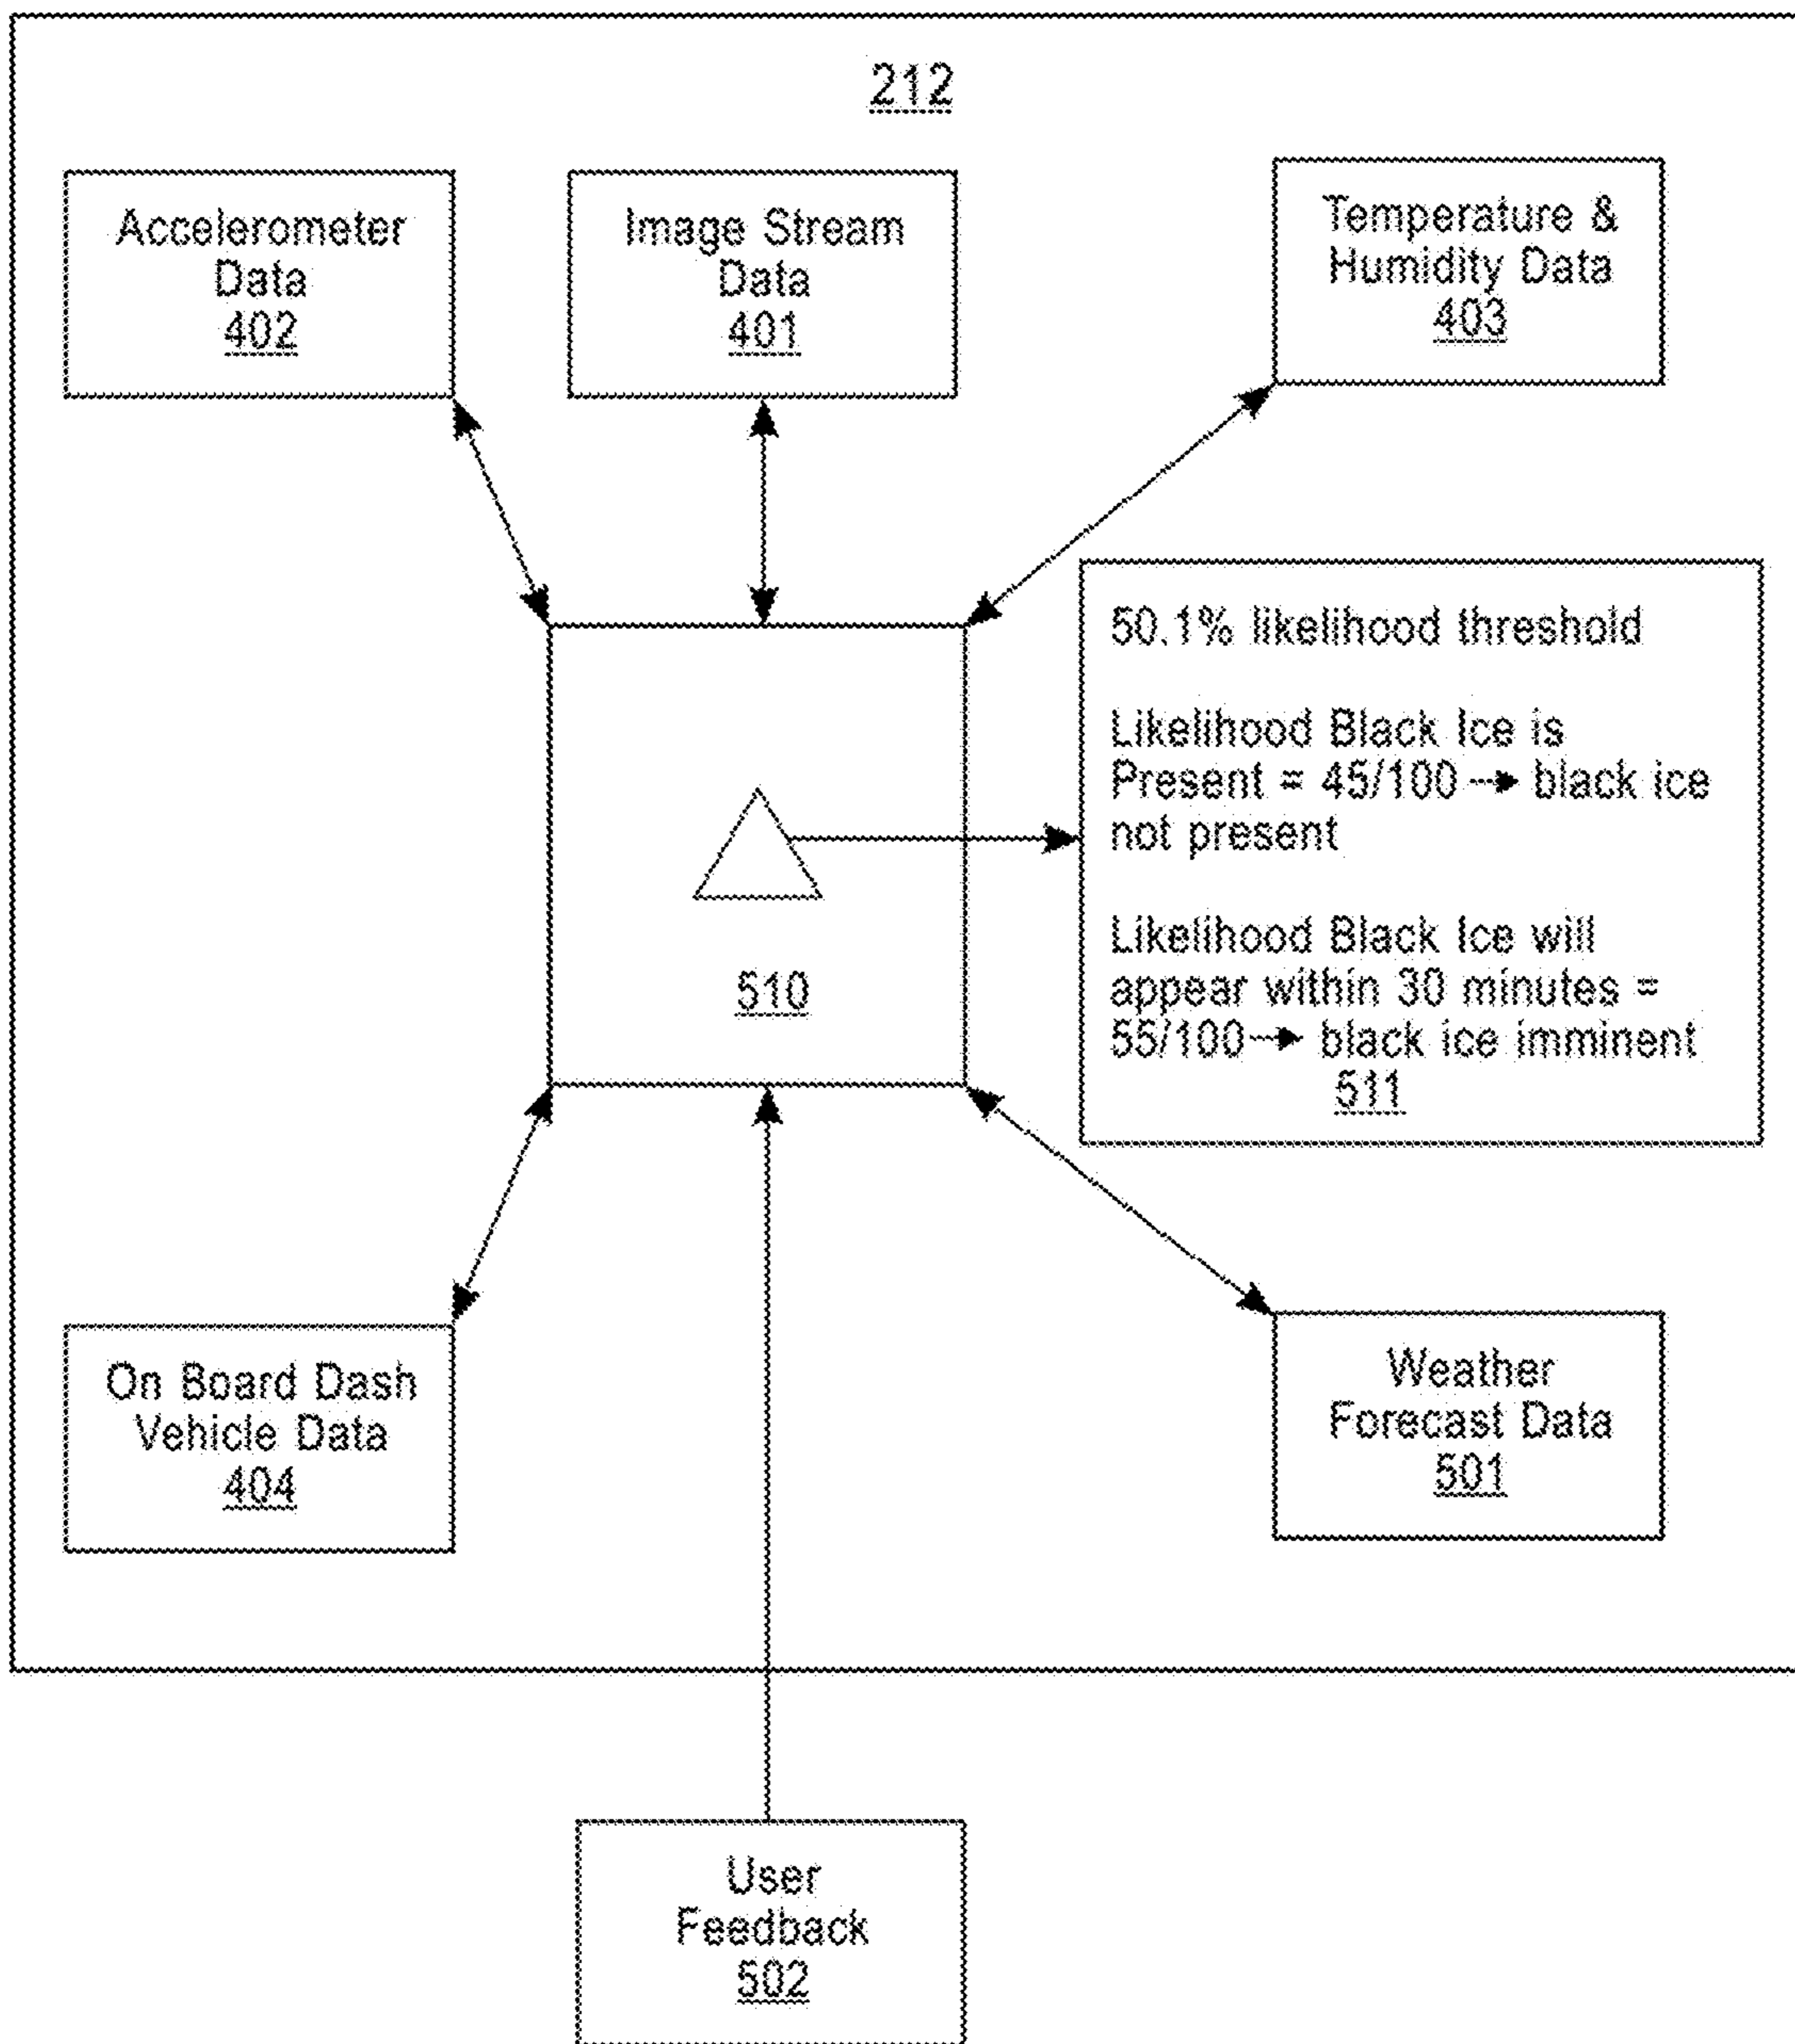 212
Accelerometer
Data
402
Image Stream
Data
401
Temperature &
Humidity Data
403
50.1% likelihood threshold
Likelihood Black Ice is
Present = 45/100 → black ice
not present
Likelihood Black Ice will
appear within 30 minutes =
55/100 → black ice imminent
511
510
On Board Dash
Vehicle Data
404
Weather
Forecast Data
501
User
Feedback
502